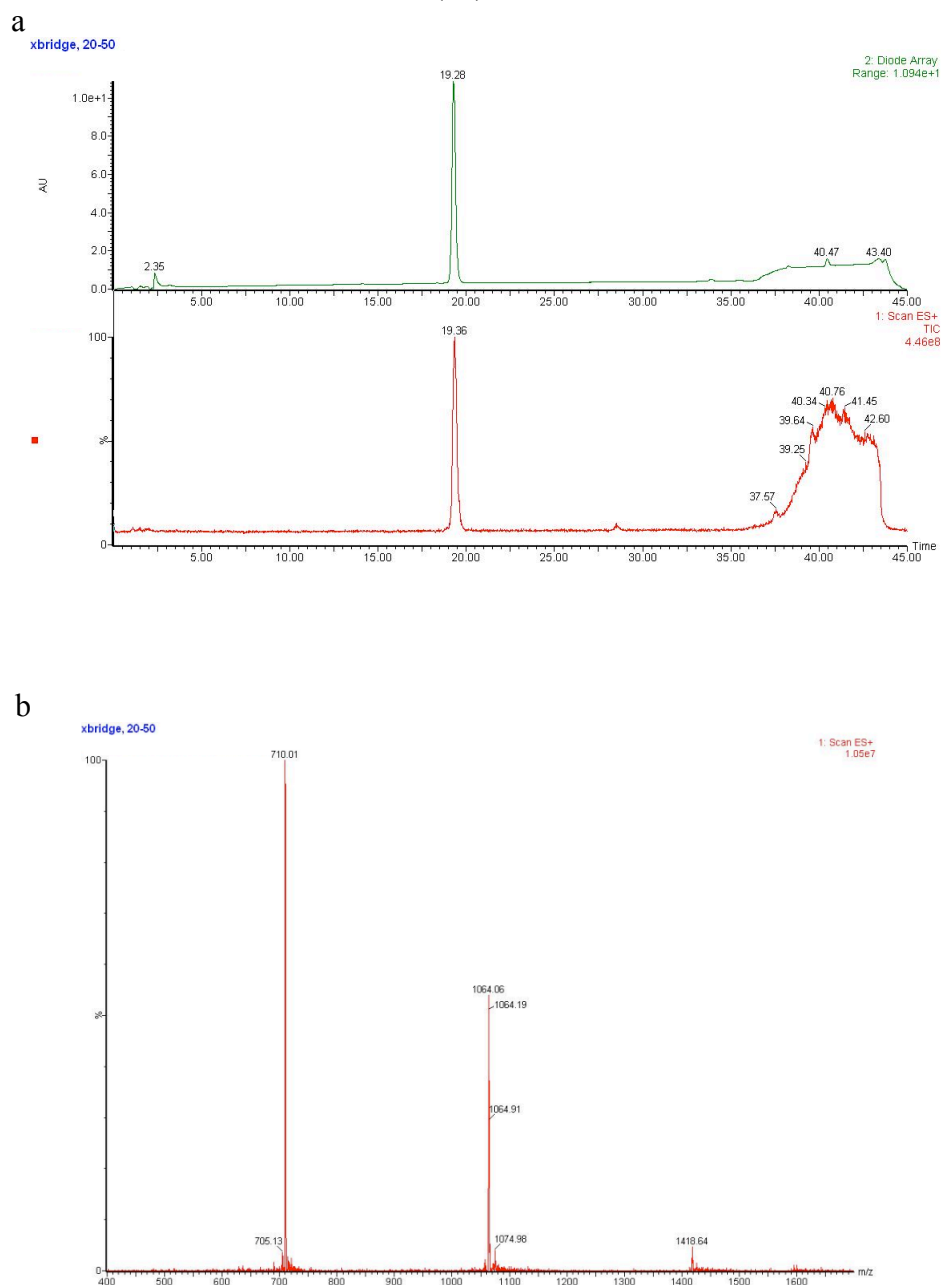 a
xbridge, 20-50
2: Diode Array
Range: 1.094e+1
19.28
1.0e+1
8.0
6.0
AU
4.0
2.0
2.35
40.47
43.40
0.0
5.00 10.00 15.00 20.00 25.00 30.00 35.00 40.00 45.00
1: Scan ES+
TIC
4.46e8
19.36
100
40.76
40.34
41.45
39.64
42.60
%
39.25
37.57
0
Time
5.00 10.00 15.00 20.00 25.00 30.00 35.00 40.00 45.00
b
xbridge, 20-50
1: Scan ES+
1.05e7
710.01
100
1064.06
1064.19
%
1064.91
705.13
1074.98
1418.64
0
m/z
400 500 600 700 800 900 1000 1100 1200 1300 1400 1500 1600